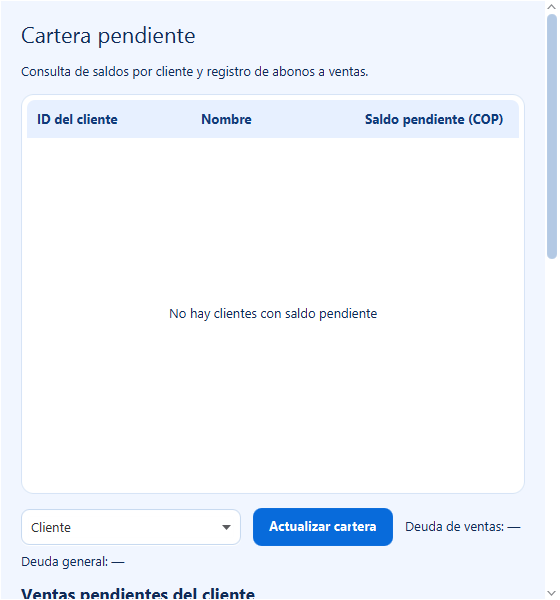 Cartera pendiente
Consulta de saldos por cliente y registro de abonos a ventas.
ID del cliente Nombre Saldo pendiente (COP)
No hay clientes con saldo pendiente
Cliente Actualizar cartera Deuda de ventas: —
Deuda general: —
Ventas pendientes del cliente